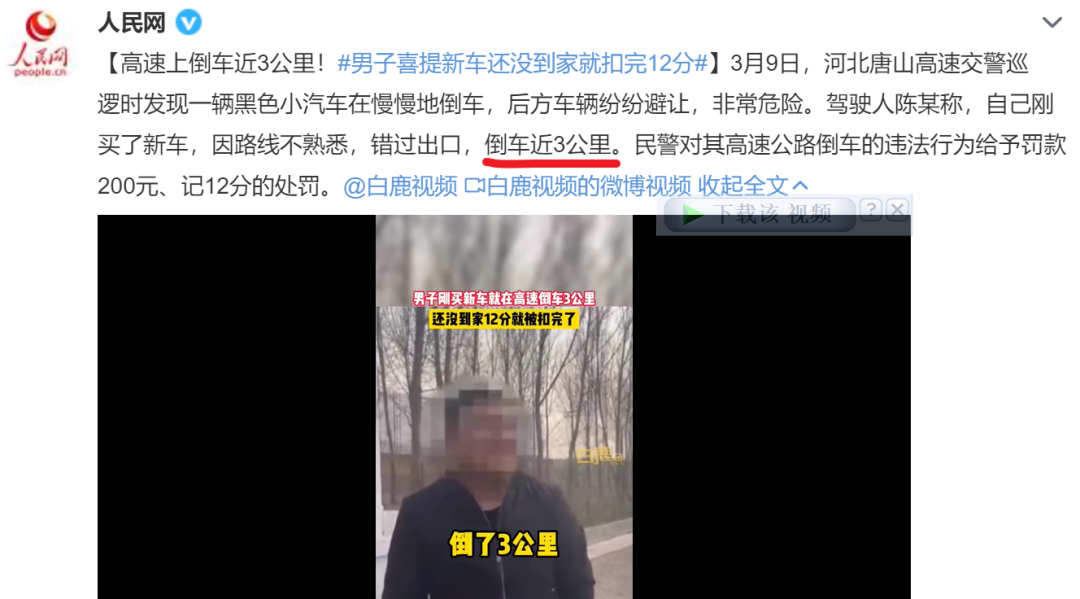 人民网
people.cn
人民网
【高速上倒车近3公里！#男子喜提新车还没到家就扣完12分#】3月9日，河北唐山高速交警巡
逻时发现一辆黑色小汽车在慢慢地倒车，后方车辆纷纷避让，非常危险。驾驶人陈某称，自己刚
买了新车，因路线不熟悉，错过出口，倒车近3公里。民警对其高速公路倒车的违法行为给予罚款
200元、记12分的处罚。@白鹿视频 白鹿视频的微博视频 收起全文
下载该 视频 ? X
男子刚买新车就在高速倒车3公里
还没到家12分就被扣完了
倒了3公里